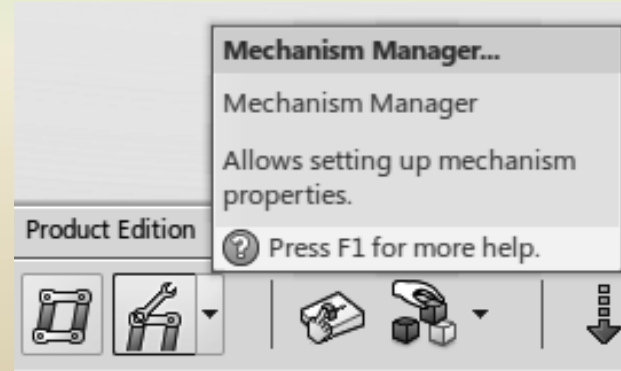 Mechanism Manager...
Mechanism Manager
Allows setting up mechanism
properties.
Product Edition
? Press F1 for more help.